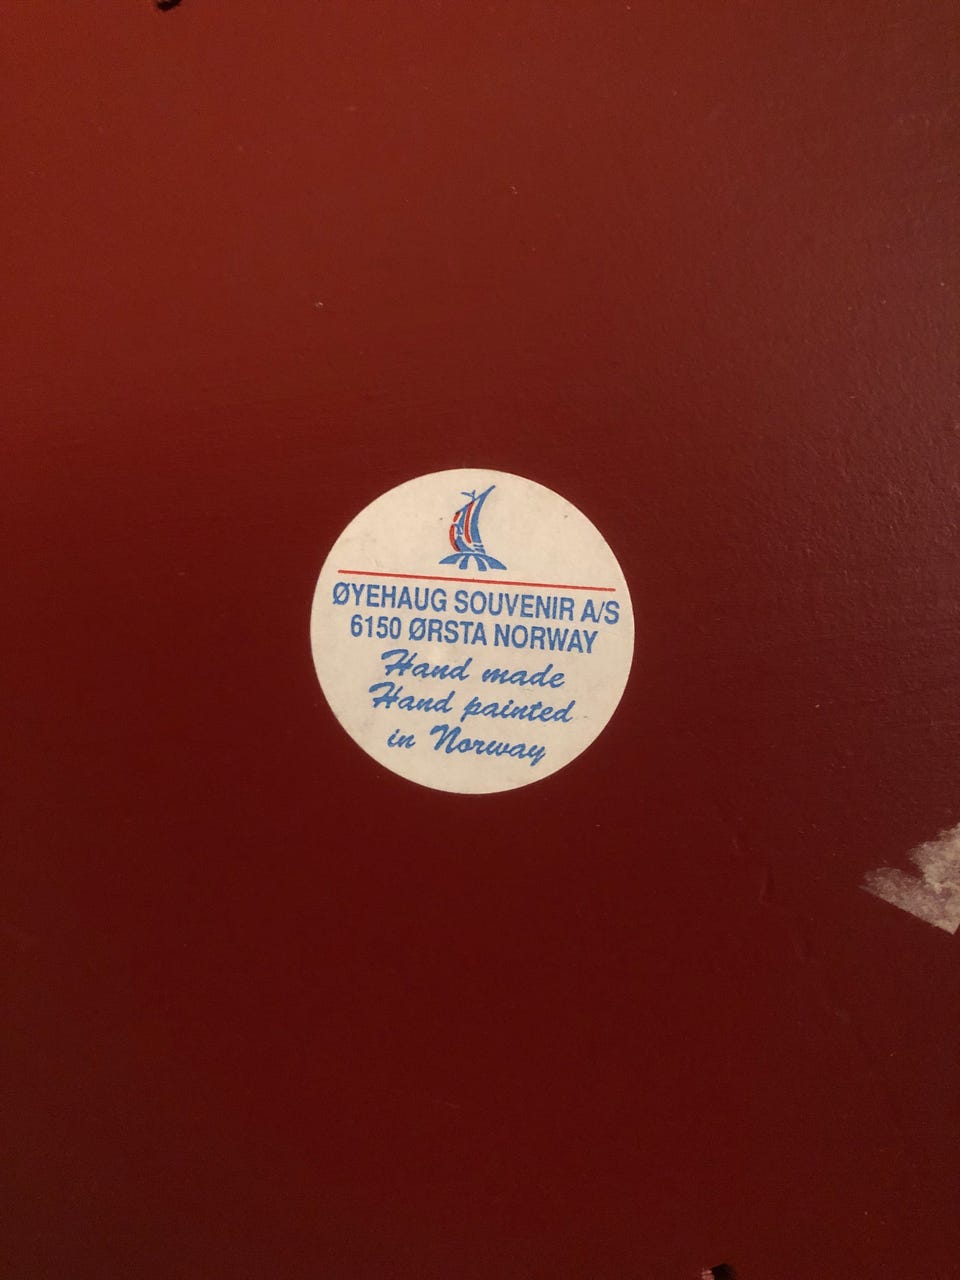 ØYEHAUG SOUVENIR A/S
6150 ØRSTA NORWAY
Hand made
Hand painted
in Norway